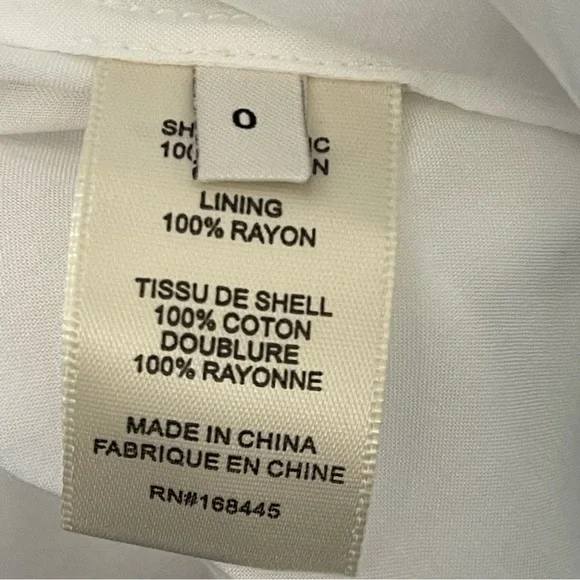 0
LINING
100% RAYON
TISSU DE SHELL
100% COTON
DOUBLURE
100% RAYONNE
MADE IN CHINA
FABRIQUE EN CHINE
RN#168445